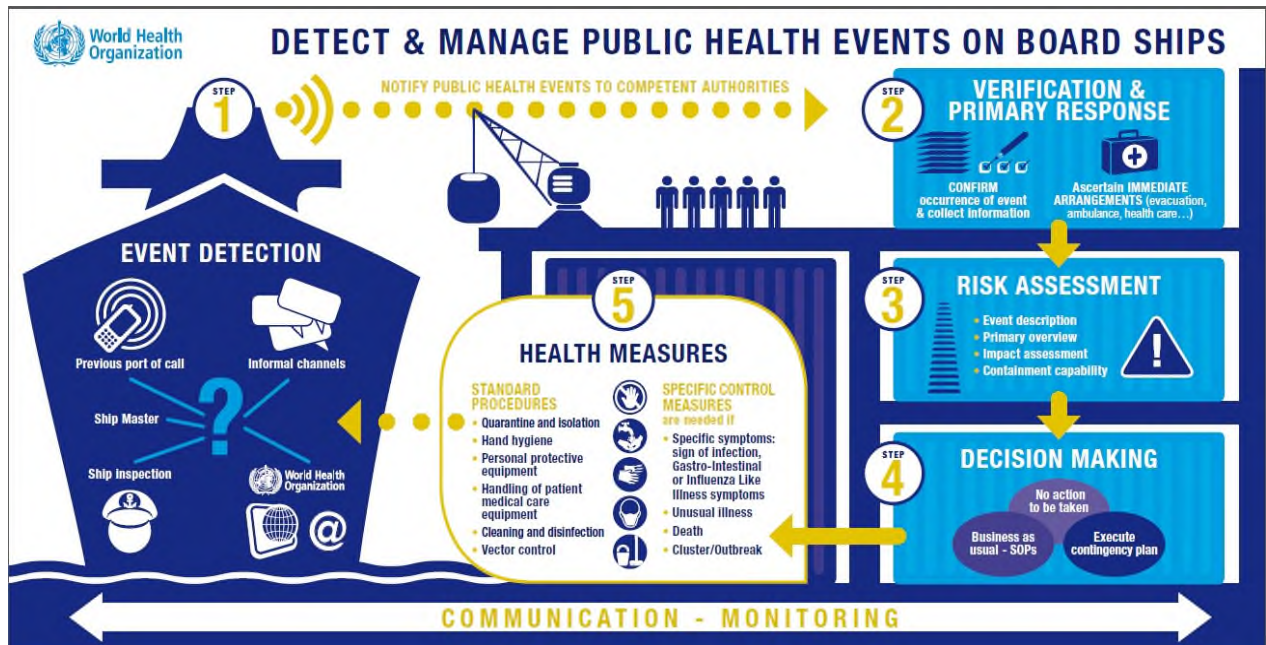 World Health
Organization
DETECT & MANAGE PUBLIC HEALTH EVENTS ON BOARD SHIPS
STEP
1
NOTIFY PUBLIC HEALTH EVENTS TO COMPETENT AUTHORITIES
EVENT DETECTION
Previous port of call
Informal channels
?
Ship Master
Ship inspection
World Health
Organization
@
STEP
2
VERIFICATION &
PRIMARY RESPONSE
CONFIRM
occurrence of event
& collect information
Ascertain IMMEDIATE
ARRANGEMENTS (evacuation,
ambulance, health care…)
STEP
3
RISK ASSESSMENT
• Event description
• Primary overview
• Impact assessment
• Containment capability
!
STEP
4
DECISION MAKING
No action
to be taken
Business as
usual - SOPs
Execute
contingency plan
STEP
5
HEALTH MEASURES
STANDARD
PROCEDURES
• Quarantine and isolation
• Hand hygiene
• Personal protective
equipment
• Handling of patient
medical care
equipment
• Cleaning and disinfection
• Vector control
SPECIFIC CONTROL
MEASURES
are needed if
• Specific symptoms:
sign of infection,
Gastro-Intestinal
or Influenza Like
Illness symptoms
• Unusual illness
• Death
• Cluster/Outbreak
COMMUNICATION - MONITORING